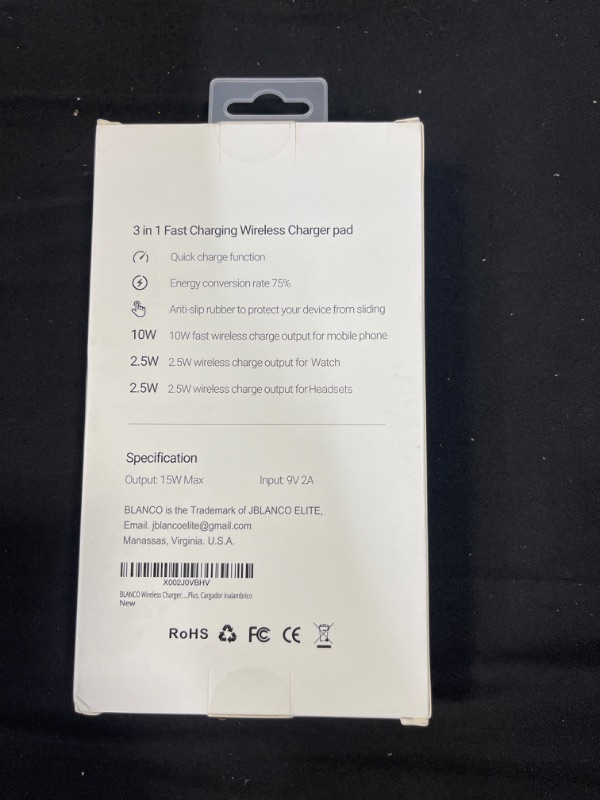 3 in 1 Fast Charging Wireless Charger pad
Quick charge function
Energy conversion rate 75%
Anti-slip rubber to protect your device from sliding
10W 10W fast wireless charge output for mobile phone
2.5W 2.5W wireless charge output for Watch
2.5W 2.5W wireless charge output for Headsets
Specification
Output: 15W Max Input: 9V 2A
BLANCO is the Trademark of JBLANCO ELITE,
Email. jblancoelite@gmail.com
Manassas, Virginia. U.S.A.
X002J0VBHV
BLANCO Wireless Charger,...Plus, Cargador inalambrico
New
RoHS FC CE